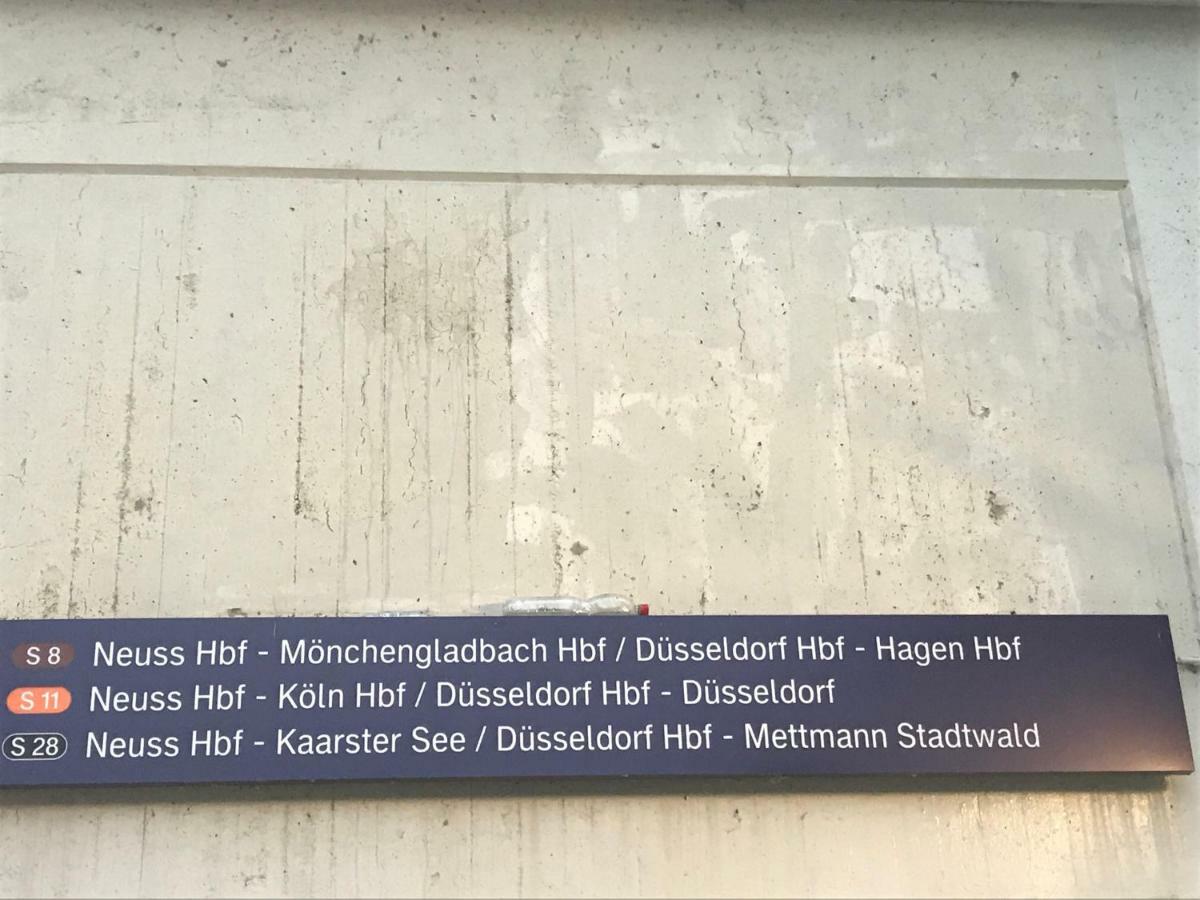 S 8 Neuss Hbf - Mönchengladbach Hbf / Düsseldorf Hbf - Hagen Hbf
S 11 Neuss Hbf - Köln Hbf / Düsseldorf Hbf - Düsseldorf
S 28 Neuss Hbf - Kaarster See / Düsseldorf Hbf - Mettmann Stadtwald